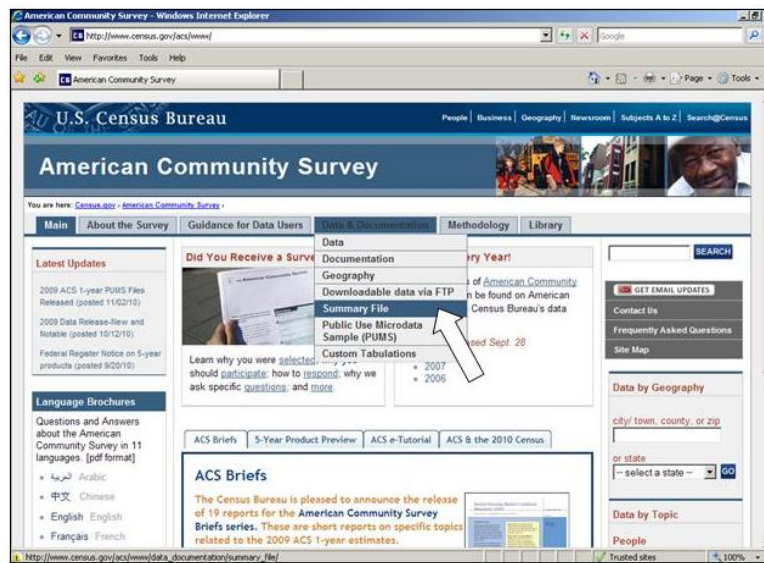 American Community Survey - Windows Internet Explorer
http://www.census.gov/acs/www/
Google
File Edit View Favorites Tools Help
American Community Survey
Page Tools
U.S. Census Bureau
People Business Geography Newsroom Subjects A to Z Search@Census
American Community Survey
You are here: Census.gov › American Community Survey ›
Main About the Survey Guidance for Data Users Data & Documentation Methodology Library
Data
Documentation
Geography
Downloadable data via FTP
Summary File
Public Use Microdata
Sample (PUMS)
Custom Tabulations
Latest Updates
2009 ACS 1-year PUMS Files
Released (posted 11/02/10)
2009 Data Release-New and
Notable (posted 10/12/10)
Federal Register Notice on 5-year
products (posted 9/20/10)
Language Brochures
Questions and Answers
about the American
Community Survey in 11
languages. [pdf format]
العربية Arabic
中文 Chinese
English English
Français French
Did You Receive a Surve
Learn why you were selected, why you
should participate; how to respond; why we
ask specific questions; and more.
ery Year!
of American Community
n be found on American
Census Bureau's data
sed Sept. 28
2007
2006
ACS Briefs 5-Year Product Preview ACS e-Tutorial ACS & the 2010 Census
ACS Briefs
The Census Bureau is pleased to announce the release
of 19 reports for the American Community Survey
Briefs series. These are short reports on specific topics
related to the 2009 ACS 1-year estimates.
SEARCH
GET EMAIL UPDATES
Contact Us
Frequently Asked Questions
Site Map
Data by Geography
city/ town, county, or zip
or state
-- select a state -- GO
Data by Topic
People
http://www.census.gov/acs/www/data_documentation/summary_file/
Trusted sites
100%